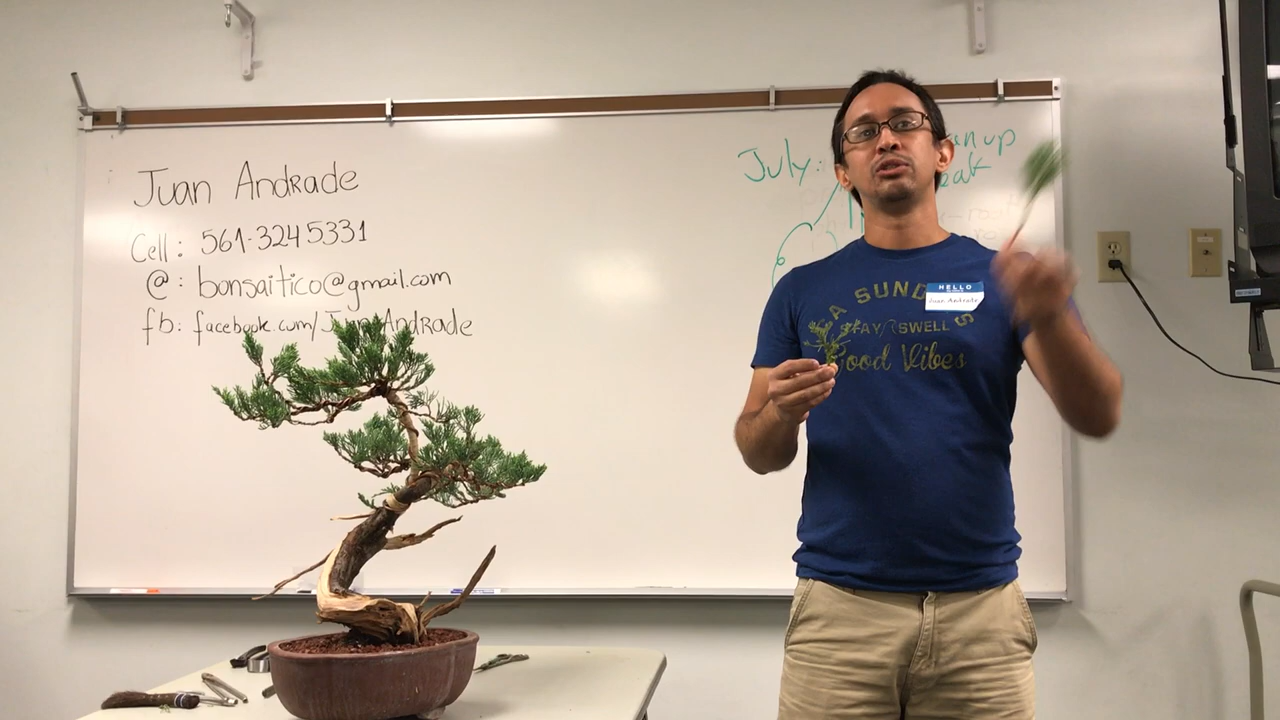 Juan Andrade
Cell: 561-324 5331
@: bonsaitico@gmail.com
fb: facebook.com/Juan Andrade
July:
HELLO
Juan Andrade
SUND
STAY SWELL
Good Vibes